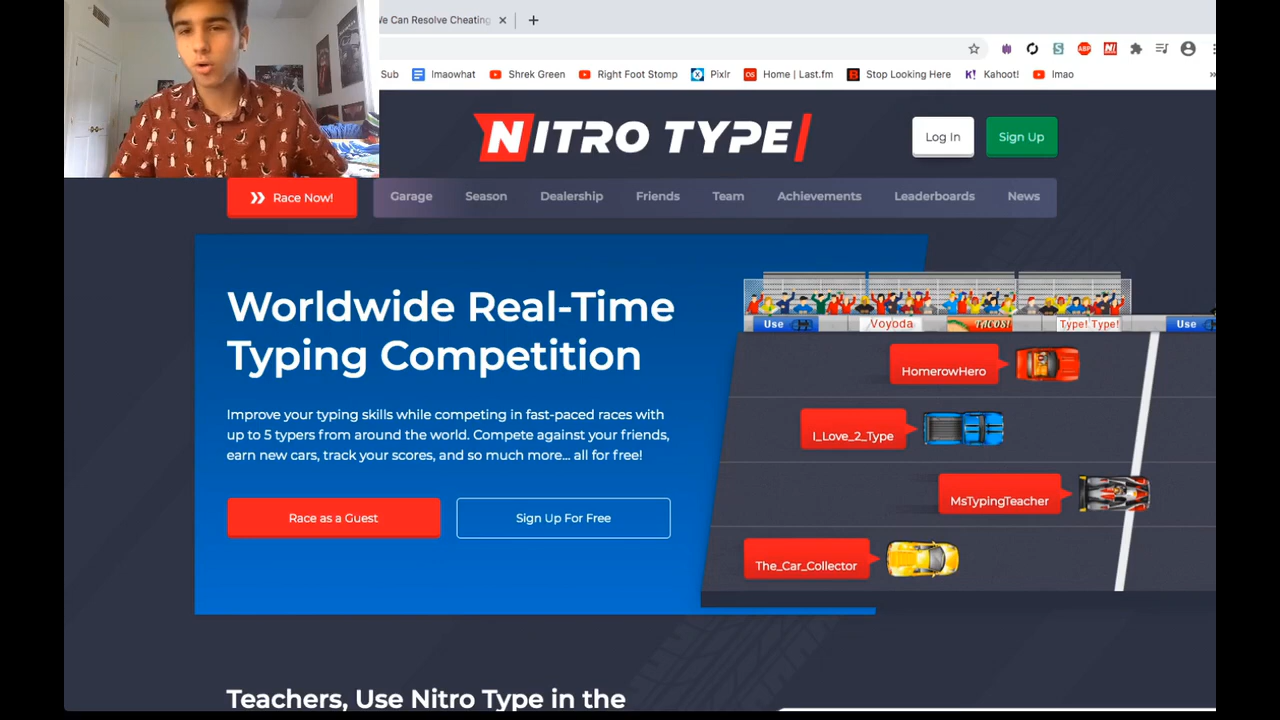 We Can Resolve Cheating
Sub lmaowhat Shrek Green Right Foot Stomp Pixlr Home | Last.fm Stop Looking Here Kahoot! lmao
NITRO TYPE
Log In Sign Up
Race Now! Garage Season Dealership Friends Team Achievements Leaderboards News
Worldwide Real-Time
Typing Competition
Improve your typing skills while competing in fast-paced races with
up to 5 typers from around the world. Compete against your friends,
earn new cars, track your scores, and so much more... all for free!
Race as a Guest Sign Up For Free
Use Voyoda TACOS! Type! Type! Use
HomerowHero
I_Love_2_Type
MsTypingTeacher
The_Car_Collector
Teachers, Use Nitro Type in the